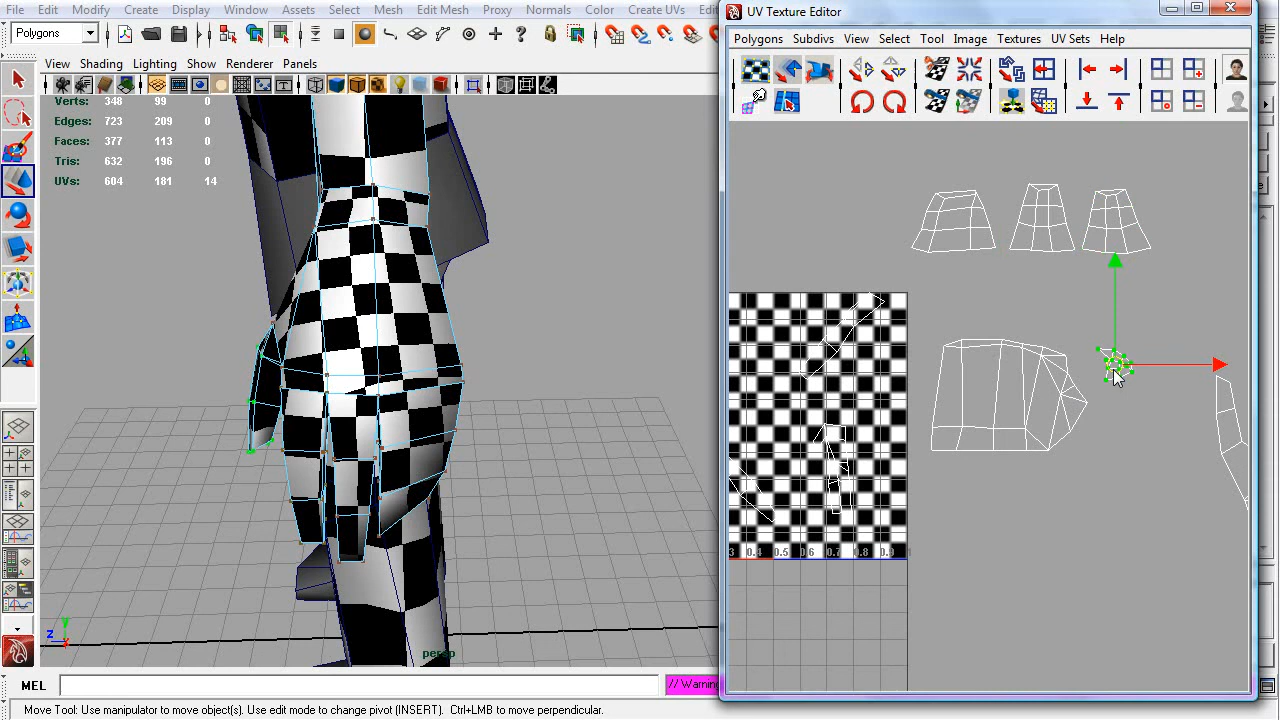 File Edit Modify Create Display Window Assets Select Mesh Edit Mesh Proxy Normals Color Create UVs Ed
UV Texture Editor
Polygons
Polygons Subdivs View Select Tool Image Textures UV Sets Help
View Shading Lighting Show Renderer Panels
Verts: 348 99 0
Edges: 723 209 0
Faces: 377 113 0
Tris: 632 196 0
UVs: 604 181 14
3 0.4 0.5 0.6 0.7 0.8 0.9
y
z
x
persp
MEL
// Warning
Move Tool: Use manipulator to move object(s). Use edit mode to change pivot (INSERT). Ctrl+LMB to move perpendicular.